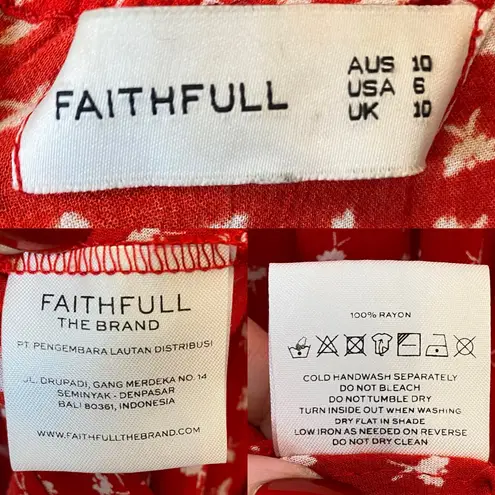 FAITHFULL
AUS 10
USA 6
UK 10
FAITHFULL
THE BRAND
PT PENGEMBARA LAUTAN DISTRIBUSI
JL. DRUPADI, GANG MERDEKA NO. 14
SEMINYAK - DENPASAR
BALI 80361, INDONESIA
WWW.FAITHFULLTHEBRAND.COM
100% RAYON
COLD HANDWASH SEPARATELY
DO NOT BLEACH
DO NOT TUMBLE DRY
TURN INSIDE OUT WHEN WASHING
DRY FLAT IN SHADE
LOW IRON AS NEEDED ON REVERSE
DO NOT DRY CLEAN